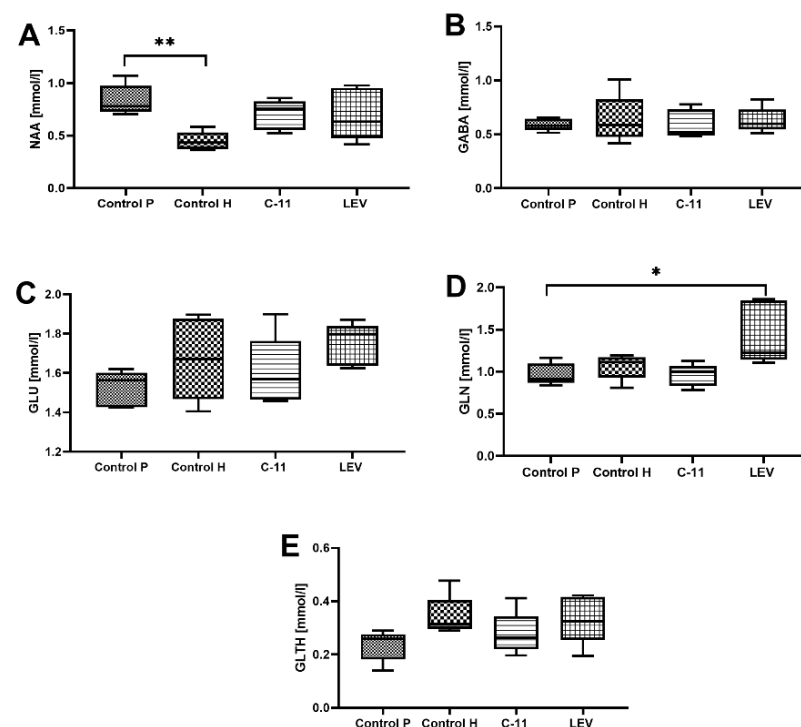 A
NAA [mmol/l]
1.5
1.0
0.5
0.0
**
Control P Control H C-11 LEV
B
GABA [mmol/l]
1.5
1.0
0.5
0.0
Control P Control H C-11 LEV
C
GLU [mmol/l]
2.0
1.8
1.6
1.4
1.2
Control P Control H C-11 LEV
D
GLN [mmol/l]
2.0
1.5
1.0
0.5
0.0
*
Control P Control H C-11 LEV
E
GLTH [mmol/l]
0.6
0.4
0.2
0.0
Control P Control H C-11 LEV